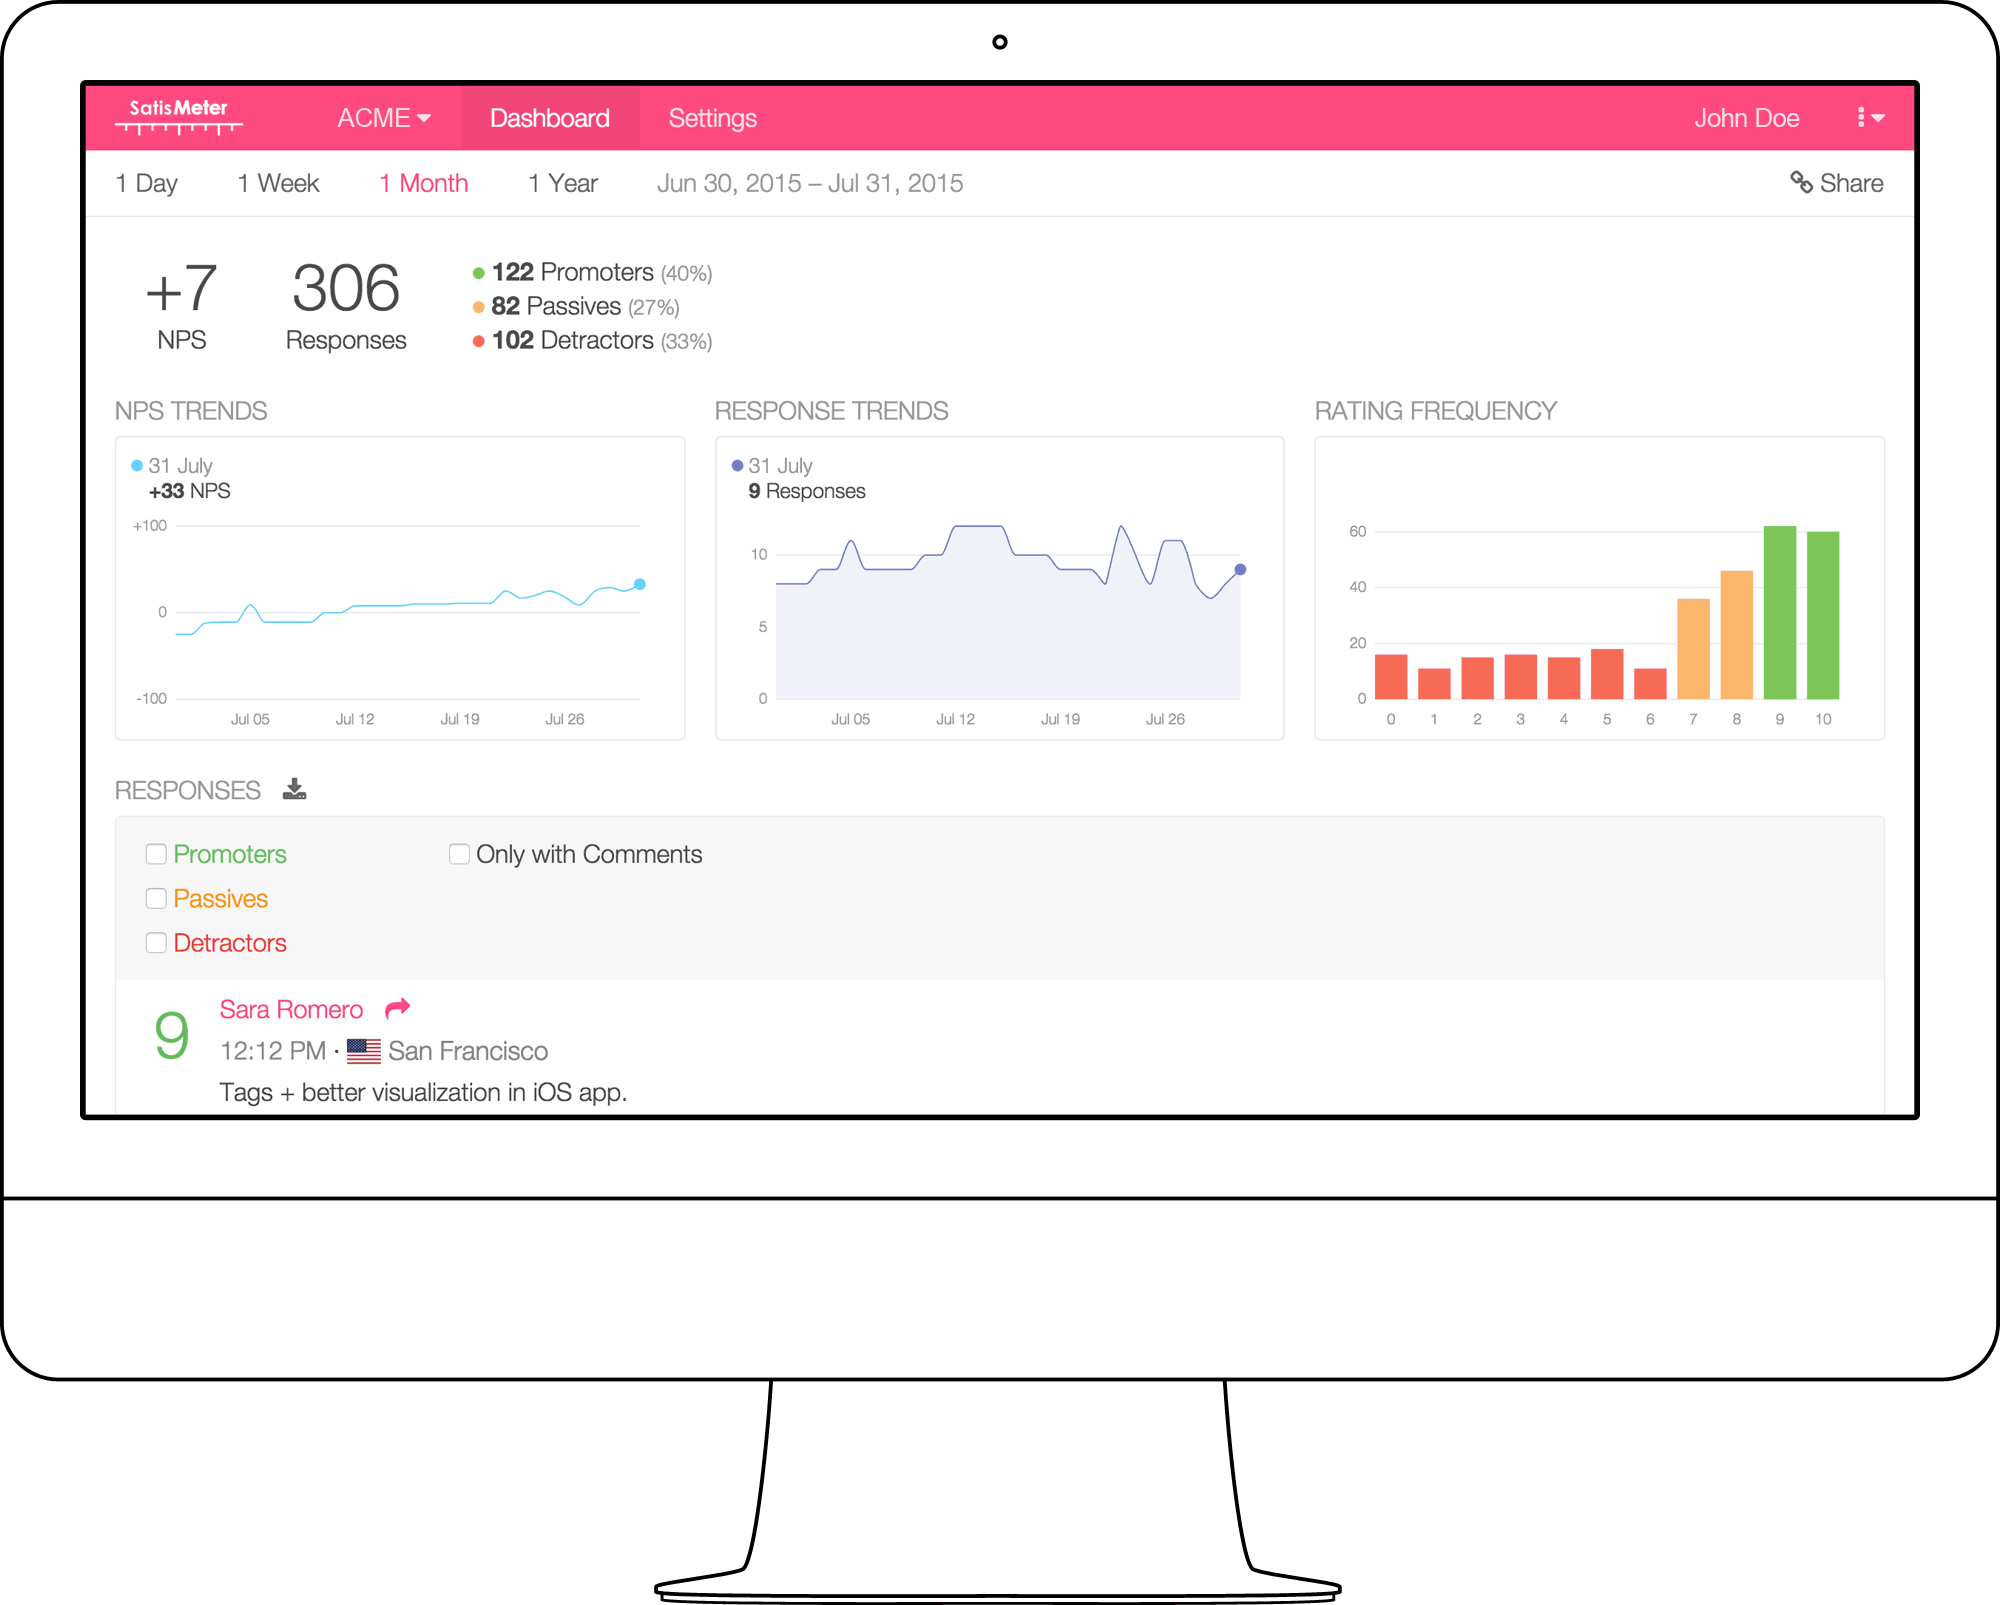 SatisMeter
ACME
Dashboard
Settings
John Doe
1 Day
1 Week
1 Month
1 Year
Jun 30, 2015 – Jul 31, 2015
Share
+7
NPS
306
Responses
122 Promoters (40%)
82 Passives (27%)
102 Detractors (33%)
NPS TRENDS
31 July
+33 NPS
+100
0
-100
Jul 05 Jul 12 Jul 19 Jul 26
RESPONSE TRENDS
31 July
9 Responses
10
5
0
Jul 05 Jul 12 Jul 19 Jul 26
RATING FREQUENCY
60
40
20
0
0 1 2 3 4 5 6 7 8 9 10
RESPONSES
Promoters
Only with Comments
Passives
Detractors
9
Sara Romero
12:12 PM · San Francisco
Tags + better visualization in iOS app.